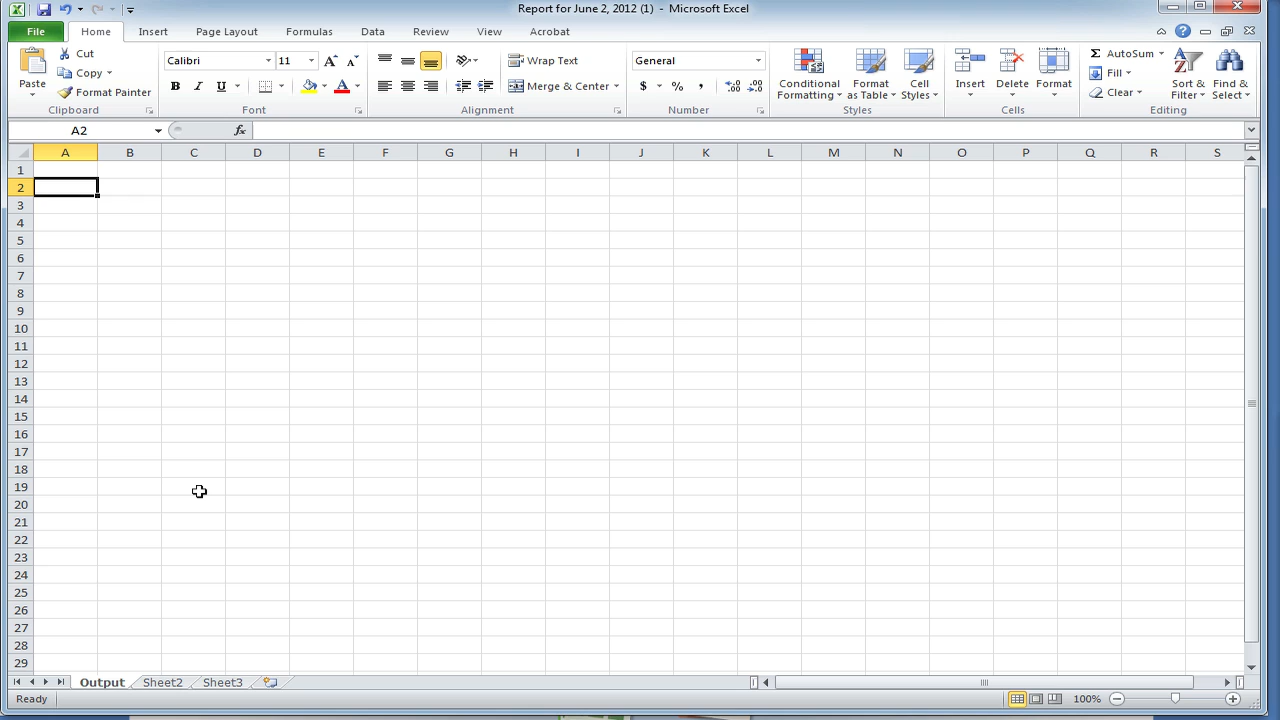 Report for June 2, 2012 (1) - Microsoft Excel
File Home Insert Page Layout Formulas Data Review View Acrobat
Paste
Cut
Copy
Format Painter
Clipboard
Calibri 11
B I U A
Font
Wrap Text
Merge & Center
Alignment
General
$ % ,
Number
Conditional Formatting
Format as Table
Cell Styles
Styles
Insert Delete Format
Cells
AutoSum
Fill
Clear
Sort & Filter
Find & Select
Editing
A2 fx
A B C D E F G H I J K L M N O P Q R S
1
2
3
4
5
6
7
8
9
10
11
12
13
14
15
16
17
18
19
20
21
22
23
24
25
26
27
28
29
Output Sheet2 Sheet3
Ready 100%